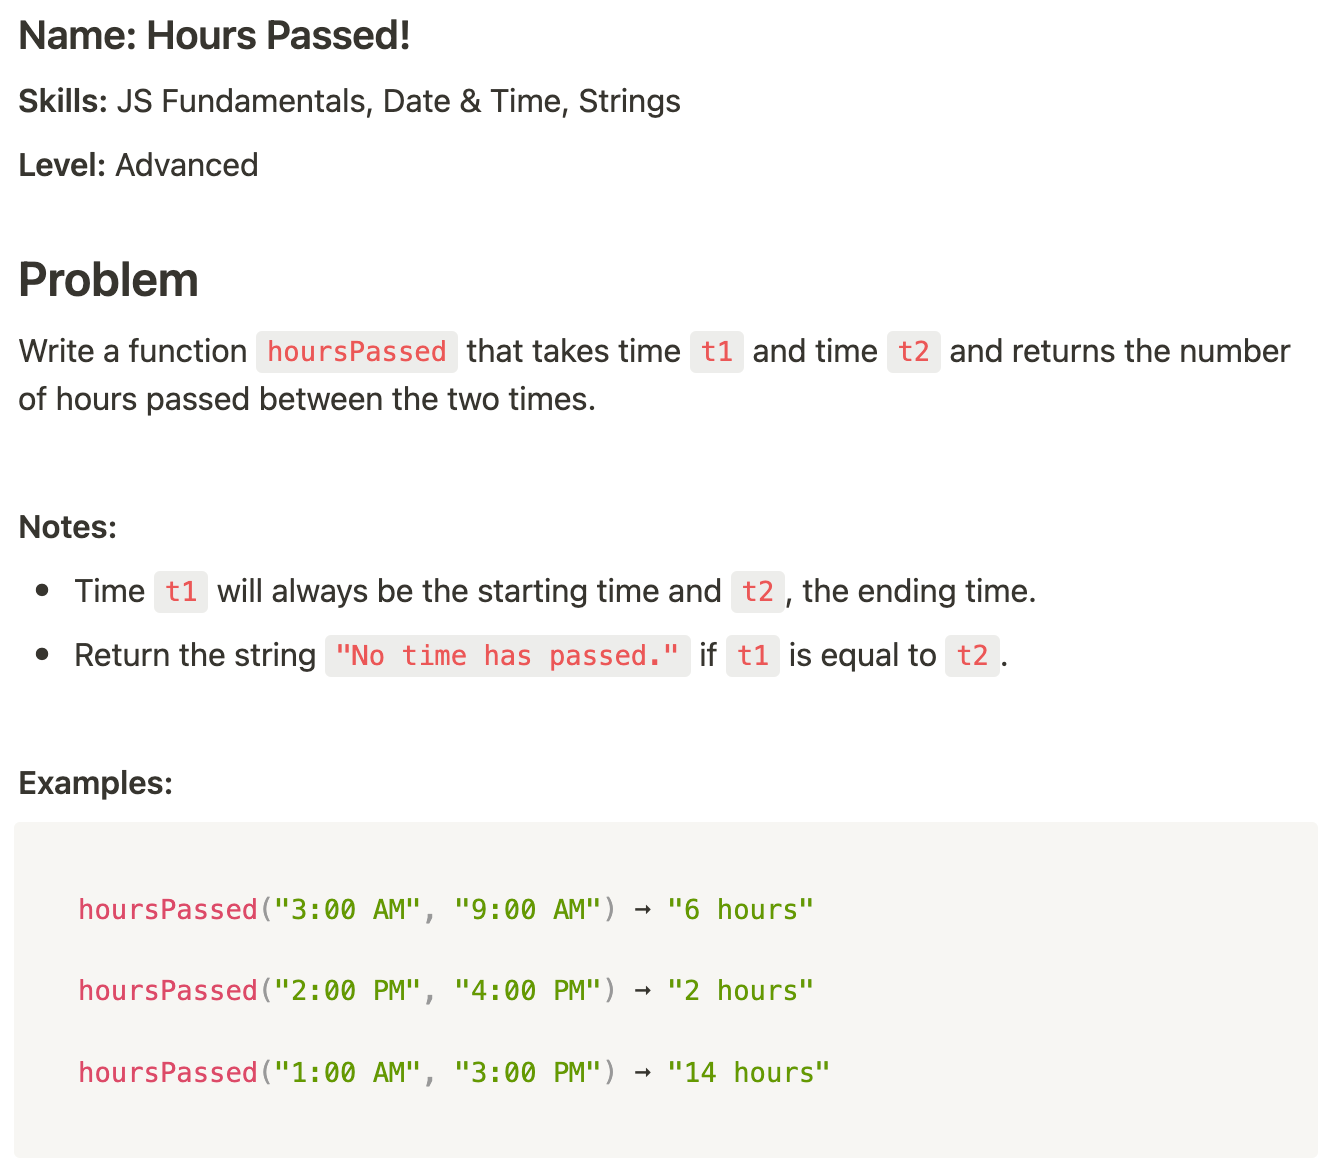 Name: Hours Passed!
Skills: JS Fundamentals, Date & Time, Strings
Level: Advanced
Problem
Write a function hoursPassed that takes time t1 and time t2 and returns the number
of hours passed between the two times.
Notes:
• Time t1 will always be the starting time and t2, the ending time.
• Return the string "No time has passed." if t1 is equal to t2.
Examples:
hoursPassed("3:00 AM", "9:00 AM") → "6 hours"
hoursPassed("2:00 PM", "4:00 PM") → "2 hours"
hoursPassed("1:00 AM", "3:00 PM") → "14 hours"